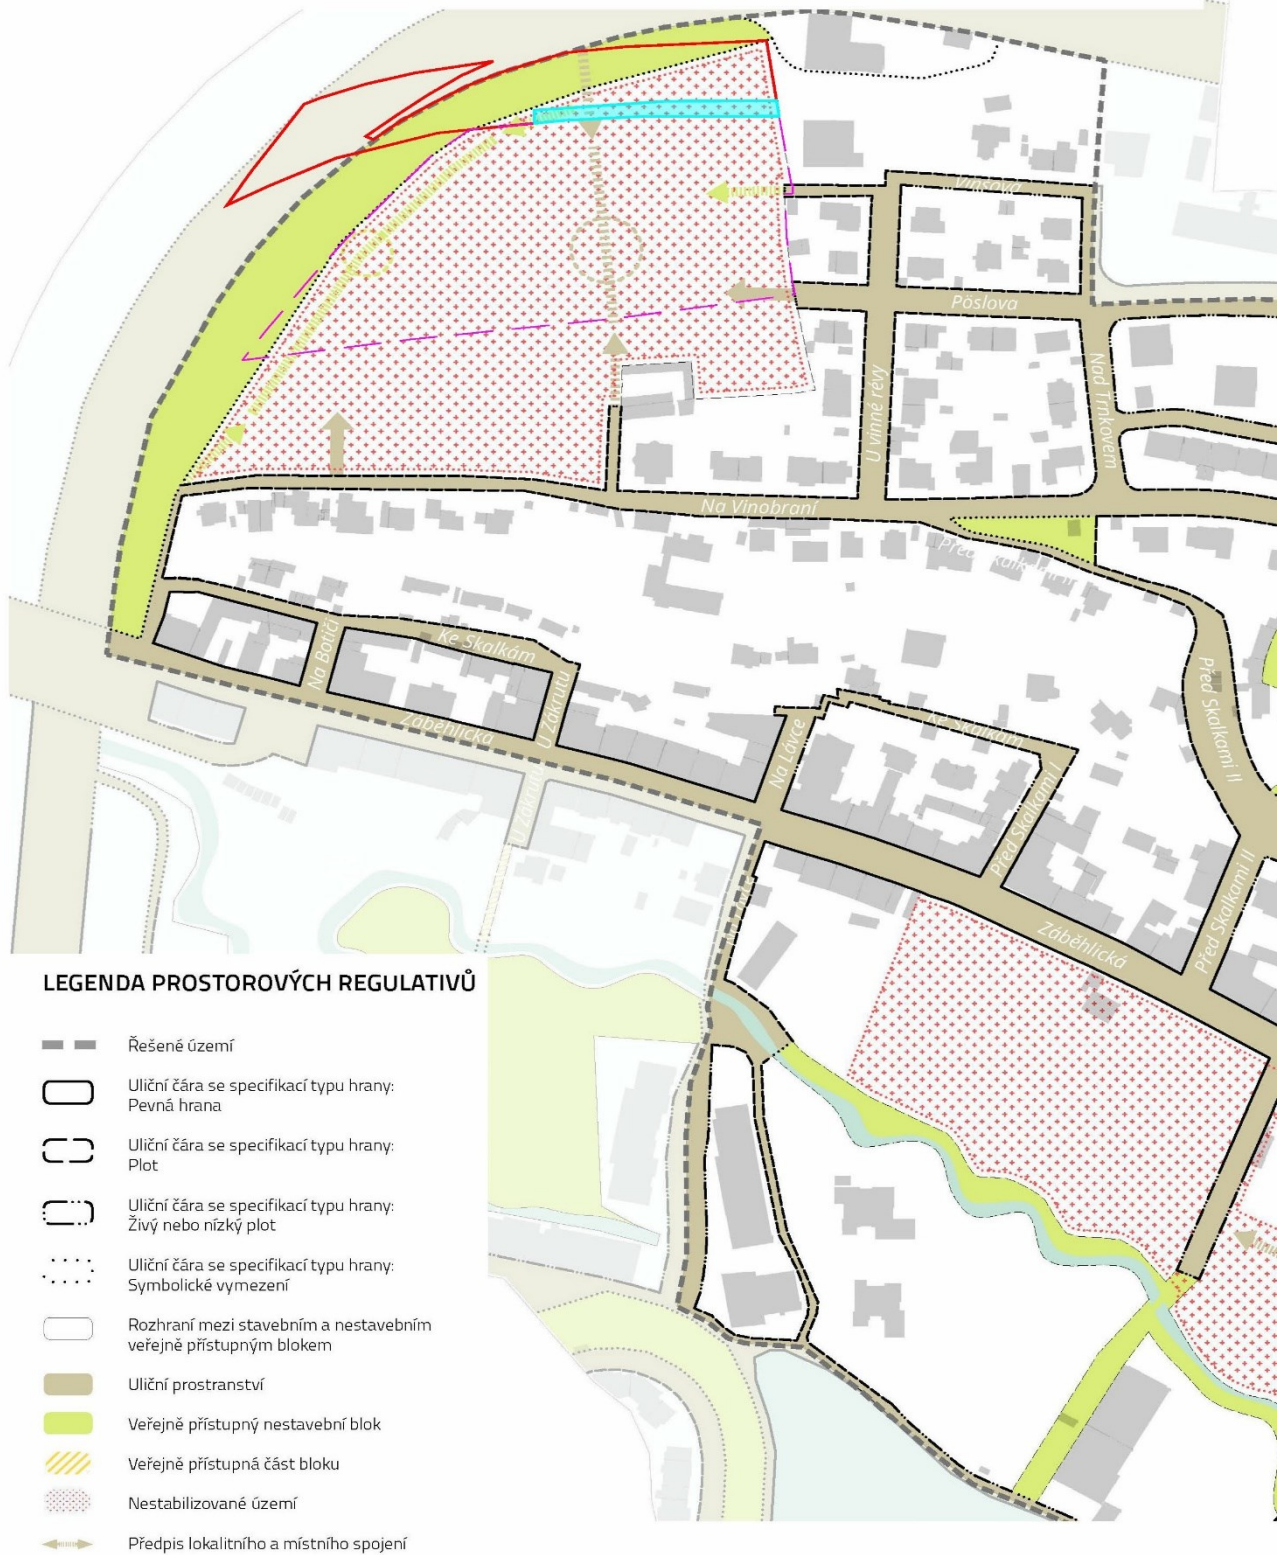 Vinšova
Pöslova
Nad Trnkovem
U vinné révy
Na Vinobraní
Před Skalkami II
Na Botiči
Ke Skalkám
U Zákrutu
Záběhlická
U Zákrutu
Na Lávce
Ke Skalkám
Před Skalkami I
Před Skalkami II
Před Skalkami II
Záběhlická
LEGENDA PROSTOROVÝCH REGULATIVŮ
Řešené území
Uliční čára se specifikací typu hrany:
Pevná hrana
Uliční čára se specifikací typu hrany:
Plot
Uliční čára se specifikací typu hrany:
Živý nebo nízký plot
Uliční čára se specifikací typu hrany:
Symbolické vymezení
Rozhraní mezi stavebním a nestavebním
veřejně přístupným blokem
Uliční prostranství
Veřejně přístupný nestavební blok
Veřejně přístupná část bloku
Nestabilizované území
Předpis lokalitního a místního spojení